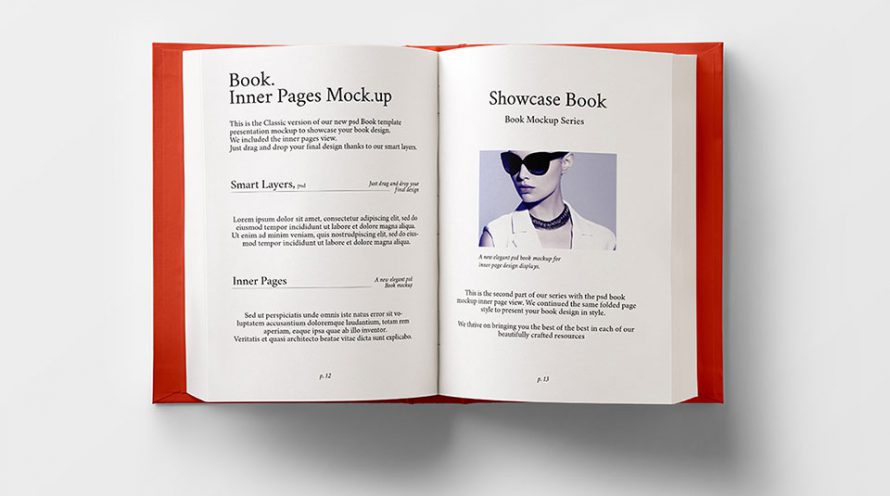 Book.
Inner Pages Mock.up
This is the Classic version of our new psd Book template
presentation mockup to showcase your book design.
We included the inner pages view.
Just drag and drop your final design thanks to our smart layers.
Smart Layers, psd
Just drag and drop your
final design
Lorem ipsum dolor sit amet, consectetur adipiscing elit, sed do
eiusmod tempor incididunt ut labore et dolore magna aliqua.
Ut enim ad minim veniam, quis nostrudpiscing elit, sed do eius-
mod tempor incididunt ut labore et dolore magna aliqua.
Inner Pages
A new elegant psd
Book mockup
Sed ut perspiciatis unde omnis iste natus error sit vo-
luptatem accusantium doloremque laudantium, totam rem
aperiam, eaque ipsa quae ab illo inventor.
Veritatis et quasi architecto beatae vitae dicta sunt explicabo.
p. 12
Showcase Book
Book Mockup Series
A new elegant psd book mockup for
inner page design displays.
This is the second part of our series with the psd book
mockup inner page view. We continued the same folded page
style to present your book design in style.
We thrive on bringing you the best of the best in each of our
beautifully crafted resources
p. 13